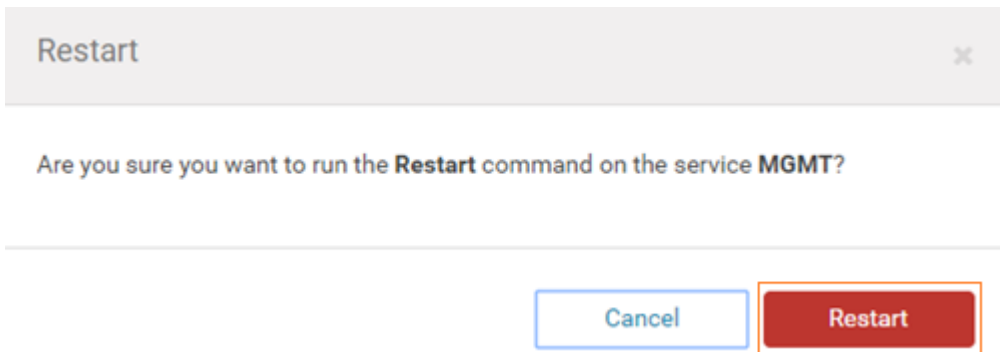 Restart
Are you sure you want to run the Restart command on the service MGMT?
Cancel
Restart